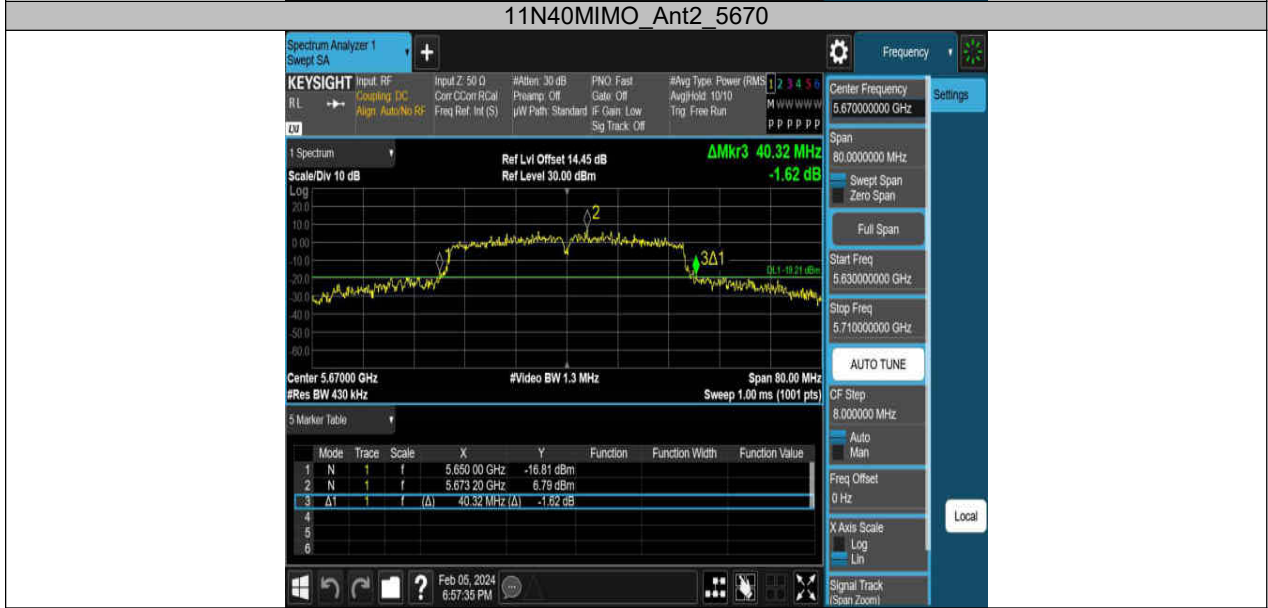 11N40MIMO_Ant2_5670
Spectrum Analyzer 1
Swept SA
+
Frequency
KEYSIGHT Input: RF Input Z: 50 Ω #Atten: 30 dB PNO: Fast #Avg Type: Power (RMS 1 2 3 4 5 6
RL Coupling: DC Corr CCorr RCal Preamp: Off Gate: Off Avg|Hold: 10/10 M W W W W W
Align: Auto/No RF Freq Ref: Int (S) µW Path: Standard IF Gain: Low Trig: Free Run
Sig Track: Off P P P P P P
LXI
Center Frequency
5.670000000 GHz
Settings
Span
80.0000000 MHz
Swept Span
Zero Span
Full Span
Start Freq
5.630000000 GHz
Stop Freq
5.710000000 GHz
AUTO TUNE
CF Step
8.000000 MHz
Auto
Man
Freq Offset
0 Hz
X Axis Scale
Log
Lin
Signal Track
(Span Zoom)
Local
1 Spectrum
Ref Lvl Offset 14.45 dB
ΔMkr3 40.32 MHz
Scale/Div 10 dB
Ref Level 30.00 dBm
-1.62 dB
Log
20.0
10.0
0.00
-10.0
-20.0
-30.0
-40.0
-50.0
-60.0
1
2
3Δ1
DL1 -19.21 dBm
Center 5.67000 GHz #Video BW 1.3 MHz Span 80.00 MHz
#Res BW 430 kHz Sweep 1.00 ms (1001 pts)
5 Marker Table
Mode Trace Scale X Y Function Function Width Function Value
1 N 1 f 5.650 00 GHz -16.81 dBm
2 N 1 f 5.673 20 GHz 6.79 dBm
3 Δ1 1 f (Δ) 40.32 MHz (Δ) -1.62 dB
4
5
6
?
Feb 05, 2024
6:57:35 PM